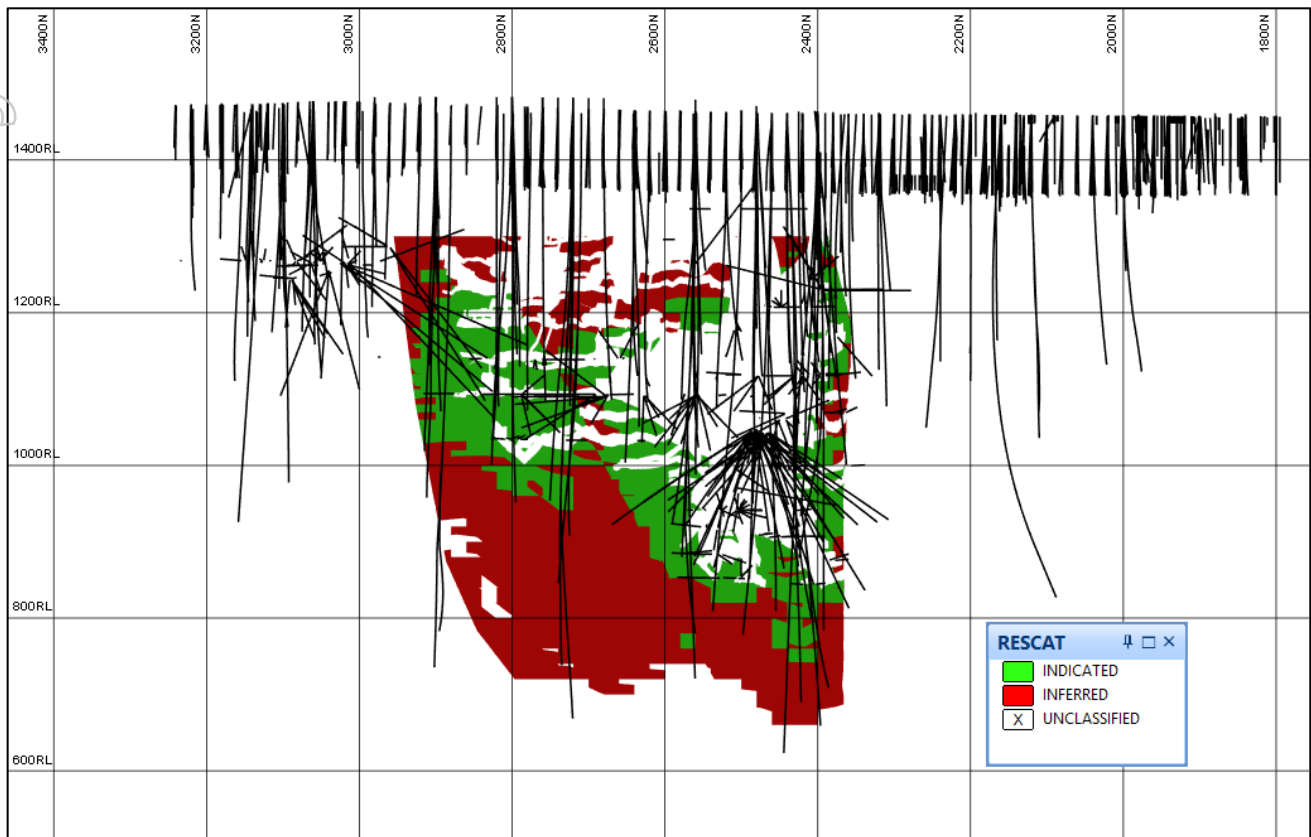 3400N
3200N
3000N
2800N
2600N
2400N
2200N
2000N
1800N
1400RL
1200RL
1000RL
800RL
600RL
RESCAT
INDICATED
INFERRED
X UNCLASSIFIED